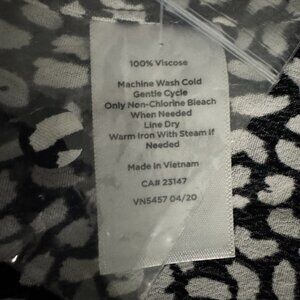 100% Viscose
Machine Wash Cold
Gentle Cycle
Only Non-Chlorine Bleach
When Needed
Line Dry
Warm Iron With Steam if
Needed
Made in Vietnam
CA# 23147
VN5457 04/20